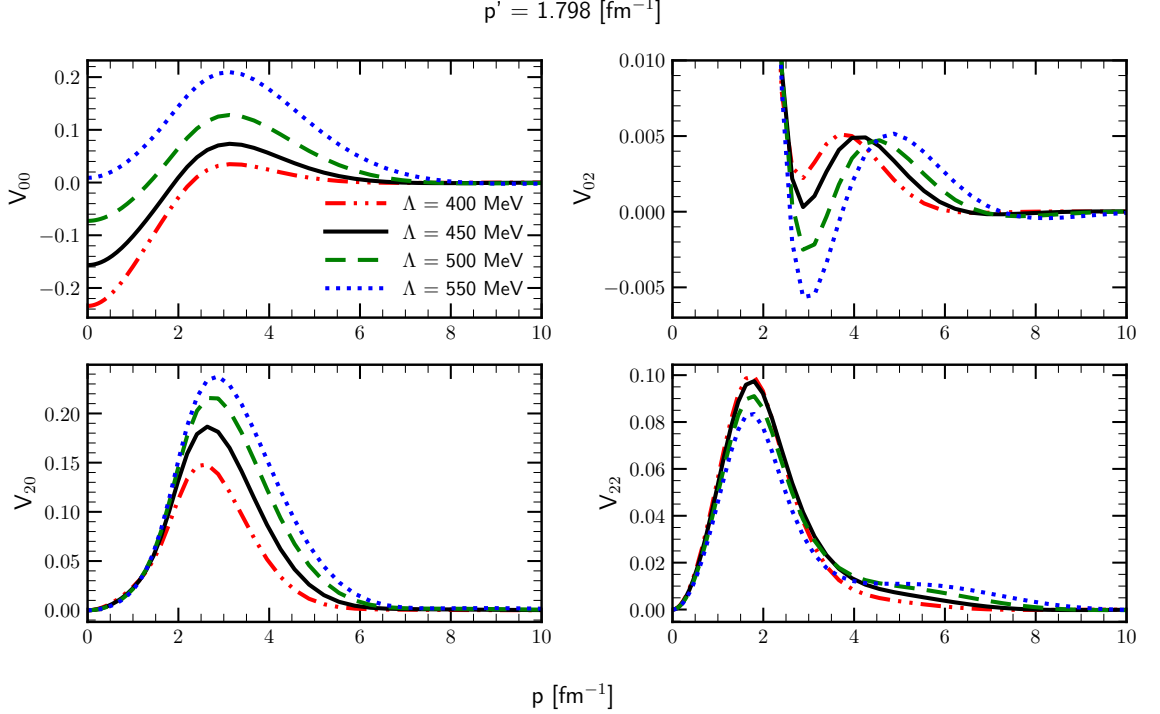 p' = 1.798 [fm⁻¹]
V₀₀
0.2
0.1
0.0
−0.1
−0.2
0 2 4 6 8 10
Λ = 400 MeV
Λ = 450 MeV
Λ = 500 MeV
Λ = 550 MeV
V₀₂
0.010
0.005
0.000
−0.005
0 2 4 6 8 10
V₂₀
0.20
0.15
0.10
0.05
0.00
0 2 4 6 8 10
V₂₂
0.10
0.08
0.06
0.04
0.02
0.00
0 2 4 6 8 10
p [fm⁻¹]